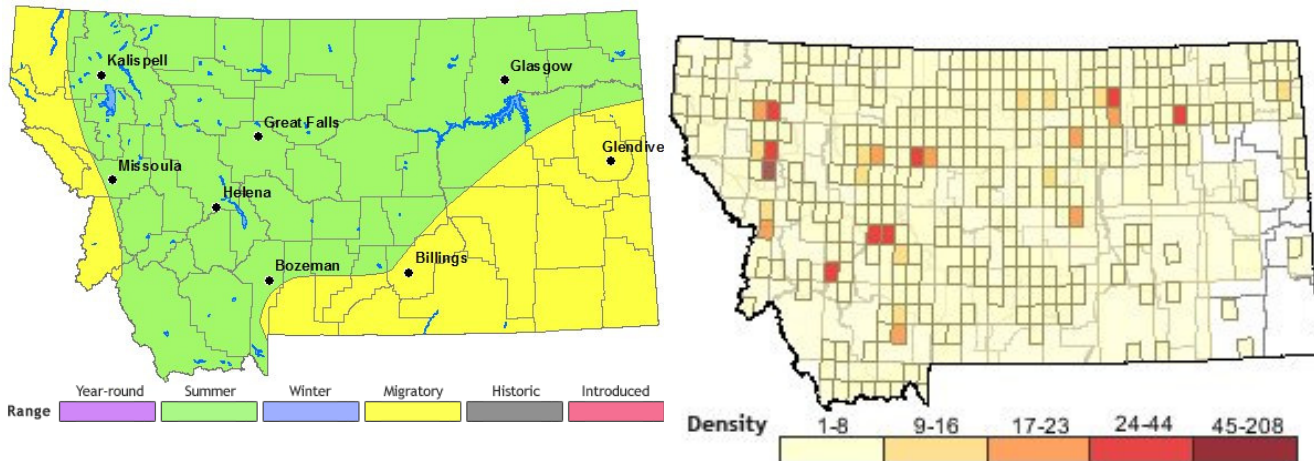 Kalispell
Glasgow
Great Falls
Glendive
Missoula
Helena
Bozeman
Billings
Year-round Summer Winter Migratory Historic Introduced
Range
Density 1-8 9-16 17-23 24-44 45-208